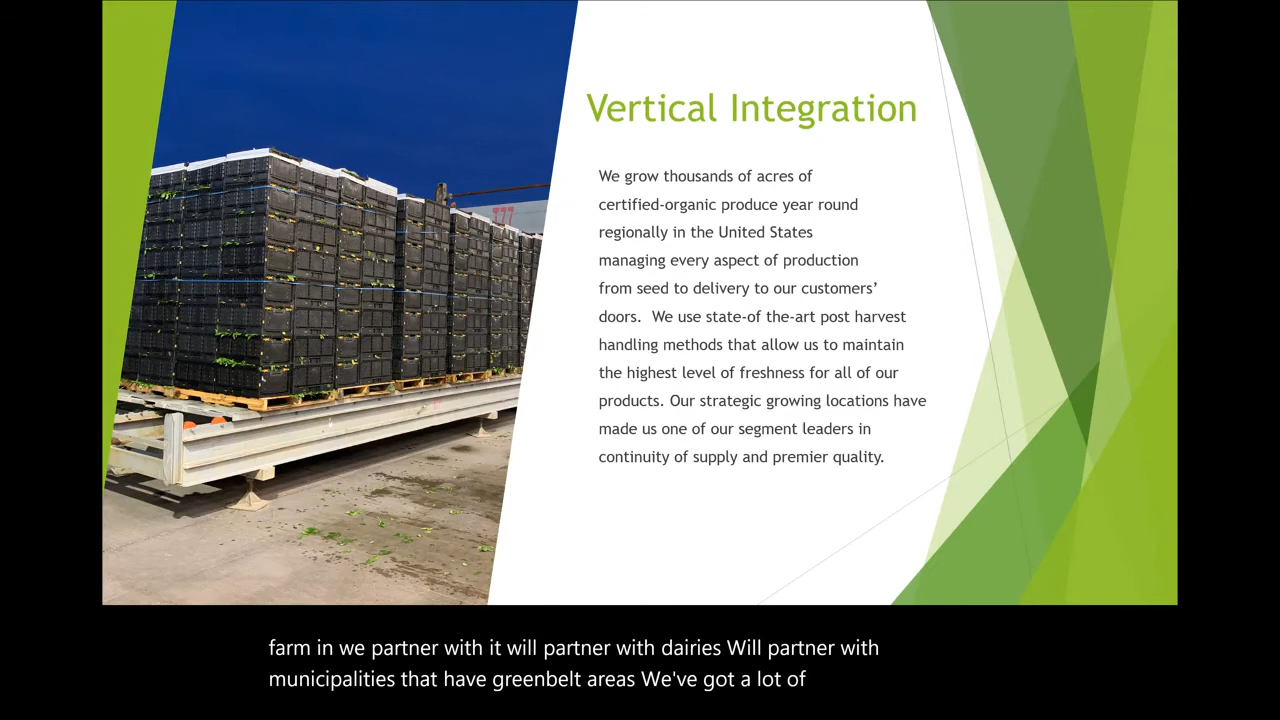 Vertical Integration
We grow thousands of acres of
certified-organic produce year round
regionally in the United States
managing every aspect of production
from seed to delivery to our customers’
doors.  We use state-of the-art post harvest
handling methods that allow us to maintain
the highest level of freshness for all of our
products. Our strategic growing locations have
made us one of our segment leaders in
continuity of supply and premier quality.
777
farm in we partner with it will partner with dairies Will partner with
municipalities that have greenbelt areas We've got a lot of